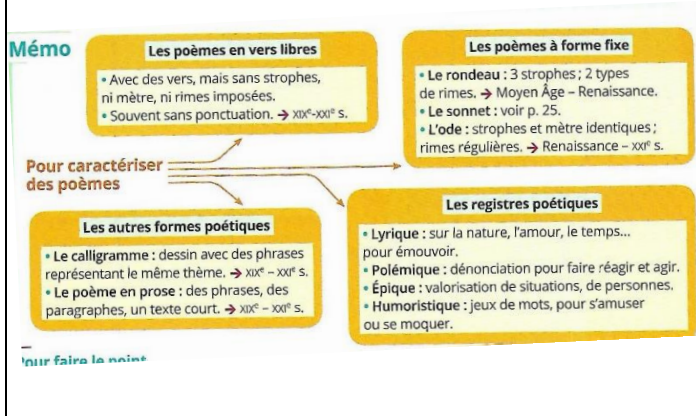 Mémo
Les poèmes en vers libres
• Avec des vers, mais sans strophes,
ni mètre, ni rimes imposées.
• Souvent sans ponctuation. → XIXe-XXIe s.
Les poèmes à forme fixe
• Le rondeau : 3 strophes ; 2 types
de rimes. → Moyen Âge – Renaissance.
• Le sonnet : voir p. 25.
• L'ode : strophes et mètre identiques ;
rimes régulières. → Renaissance – XXIe s.
Pour caractériser
des poèmes
Les autres formes poétiques
• Le calligramme : dessin avec des phrases
représentant le même thème. → XIXe – XXIe s.
• Le poème en prose : des phrases, des
paragraphes, un texte court. → XIXe – XXIe s.
Les registres poétiques
• Lyrique : sur la nature, l'amour, le temps...
pour émouvoir.
• Polémique : dénonciation pour faire réagir et agir.
• Épique : valorisation de situations, de personnes.
• Humoristique : jeux de mots, pour s'amuser
ou se moquer.
Pour faire le point